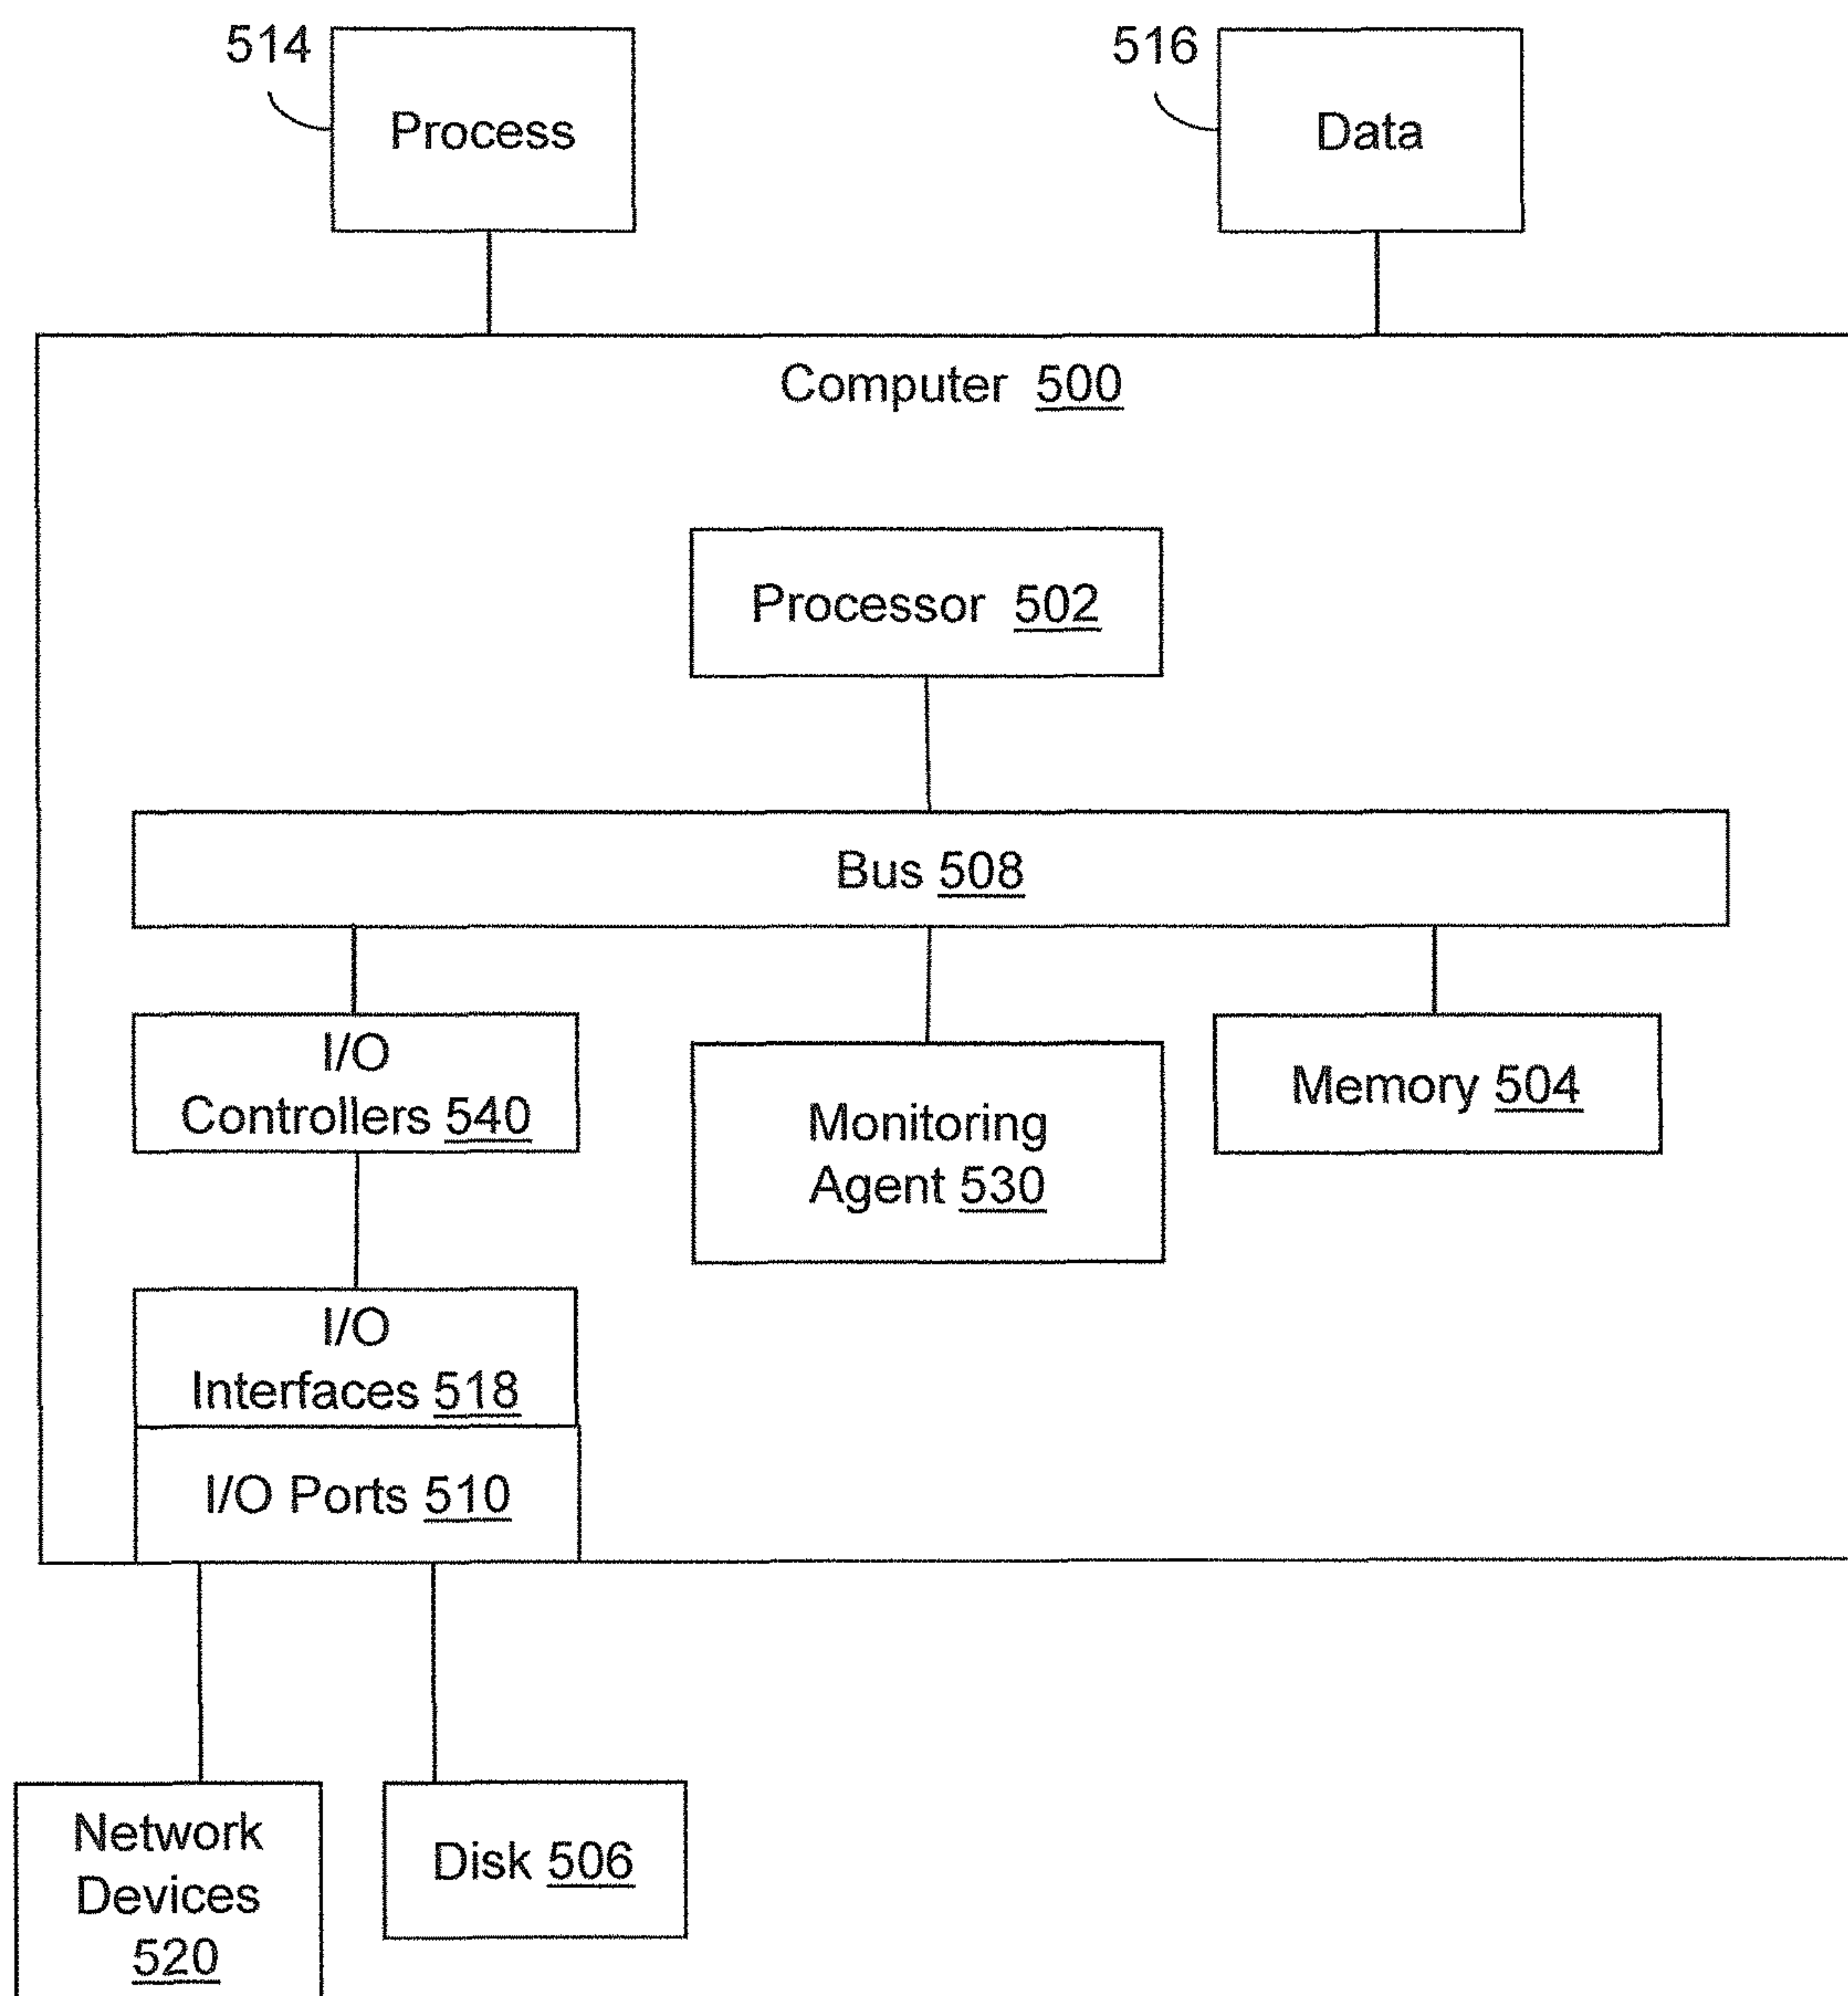 514
Process
516
Data
Computer 500
Processor 502
Bus 508
I/O
Controllers 540
Monitoring
Agent 530
Memory 504
I/O
Interfaces 518
I/O Ports 510
Network
Devices
520
Disk 506